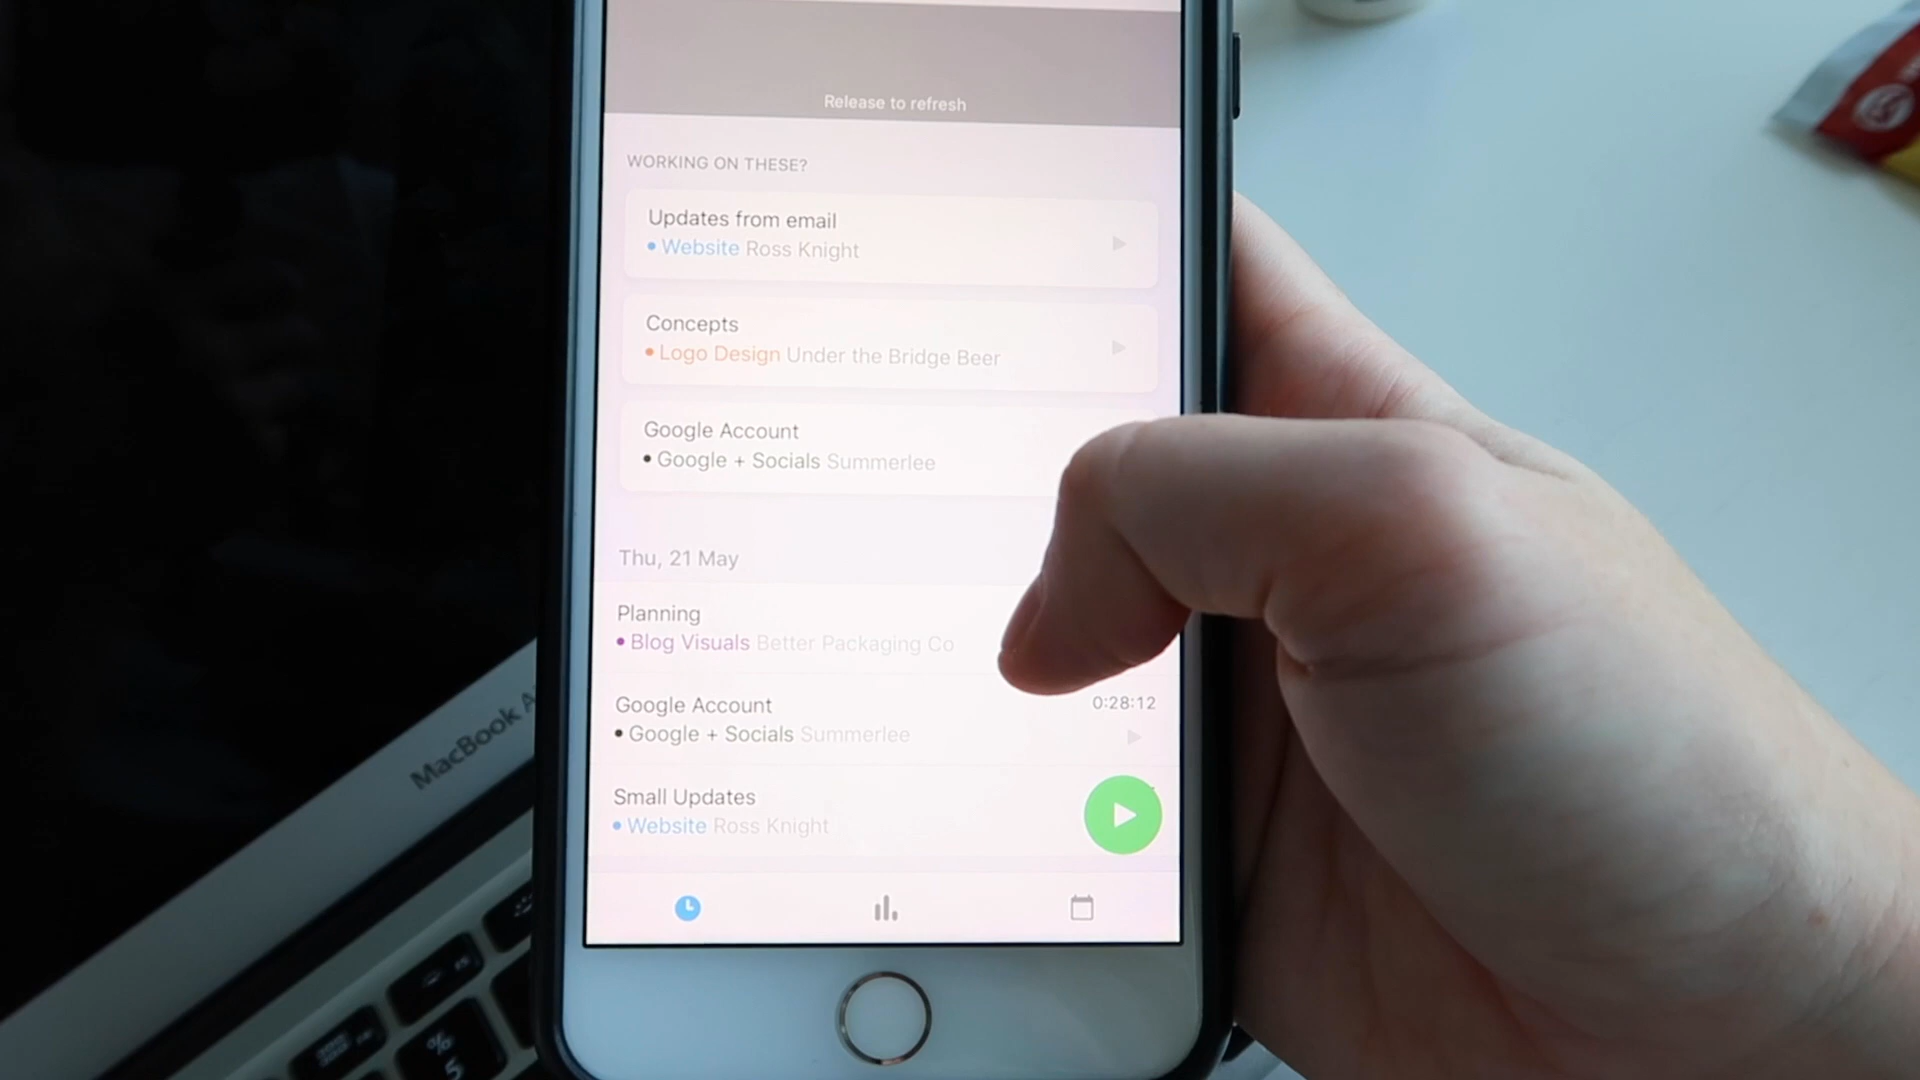 Release to refresh
WORKING ON THESE?
Updates from email
• Website Ross Knight
Concepts
• Logo Design Under the Bridge Beer
Google Account
• Google + Socials Summerlee
Thu, 21 May
Planning
• Blog Visuals Better Packaging Co
Google Account
0:28:12
• Google + Socials Summerlee
Small Updates
• Website Ross Knight
MacBook A
%
5